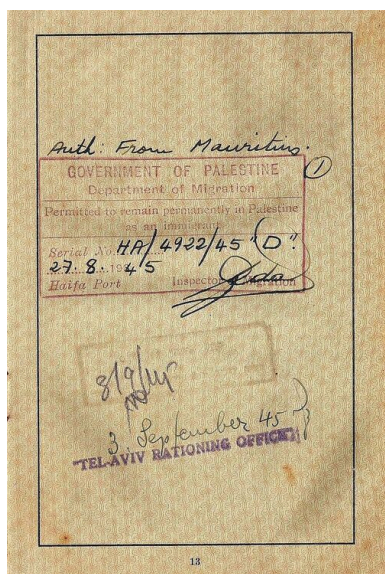 Auth: From Mauritius. 1
GOVERNMENT OF PALESTINE
Department of Migration
Permitted to remain permanently in Palestine
as an immigrant
Serial No. HA/4922/45 "D".
27. 8. 1945
Haifa Port Inspector of Migration
3 September 45
TEL-AVIV RATIONING OFFICE
13